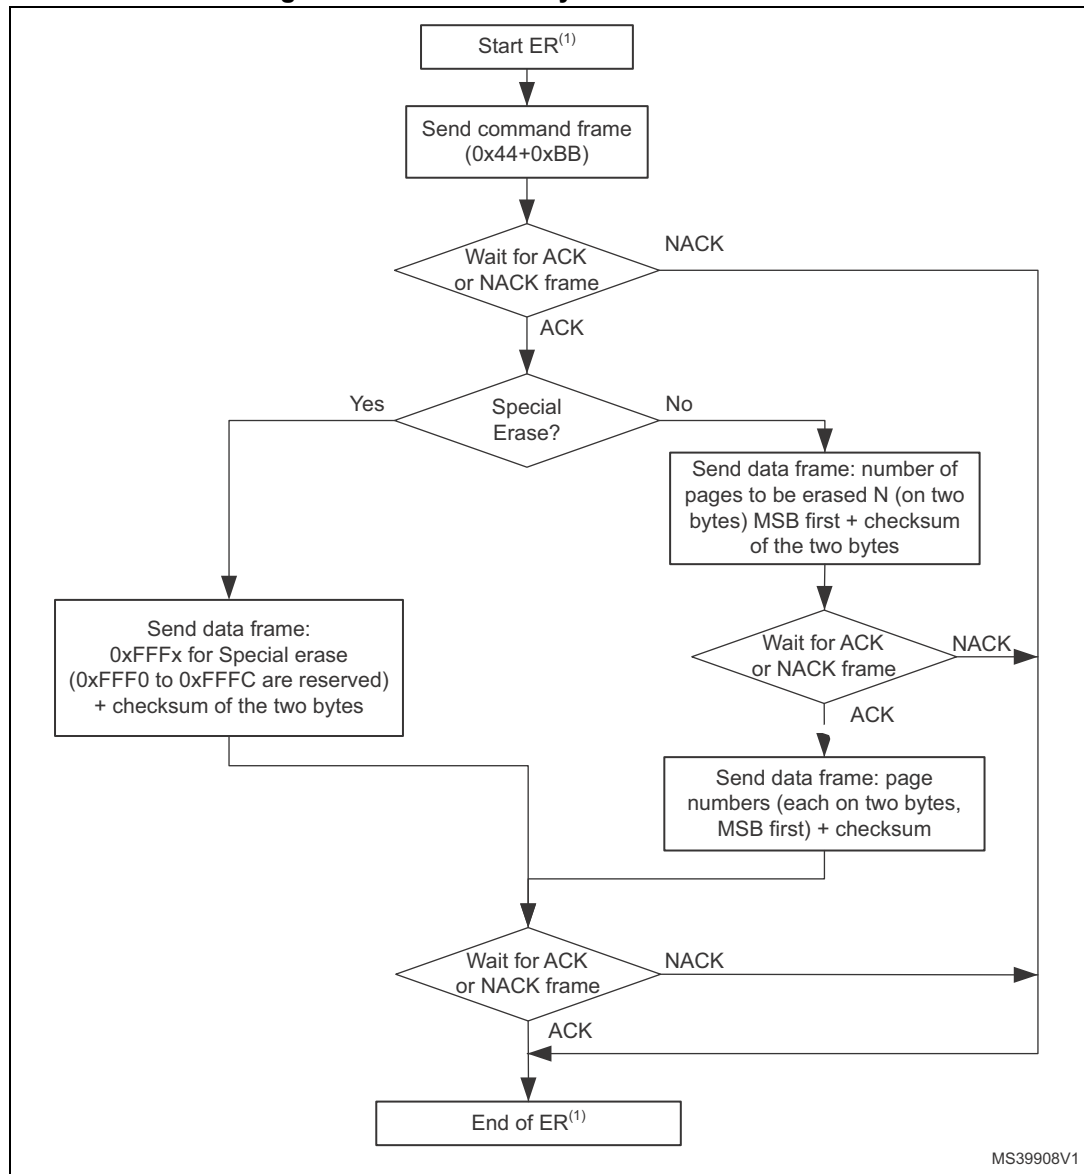 Start ER(1)
Send command frame
(0x44+0xBB)
Wait for ACK
or NACK frame
NACK
ACK
Special
Erase?
Yes
No
Send data frame: number of
pages to be erased N (on two
bytes) MSB first + checksum
of the two bytes
Send data frame:
0xFFFx for Special erase
(0xFFF0 to 0xFFFC are reserved)
+ checksum of the two bytes
Wait for ACK
or NACK frame
NACK
ACK
Send data frame: page
numbers (each on two bytes,
MSB first) + checksum
Wait for ACK
or NACK frame
NACK
ACK
End of ER(1)
MS39908V1